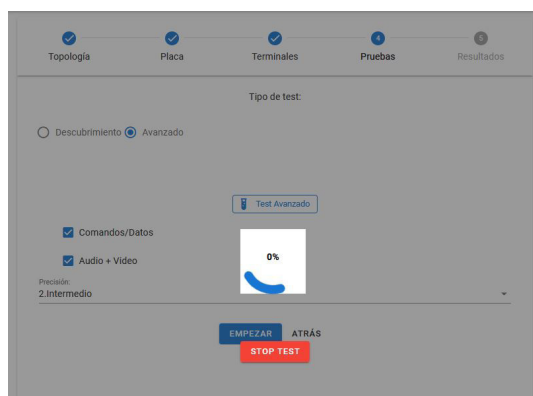 4
5
Topología Placa Terminales Pruebas Resultados
Tipo de test:
Descubrimiento Avanzado
Test Avanzado
Comandos/Datos
Audio + Video
0%
Precisión:
2.Intermedio
EMPEZAR ATRÁS
STOP TEST